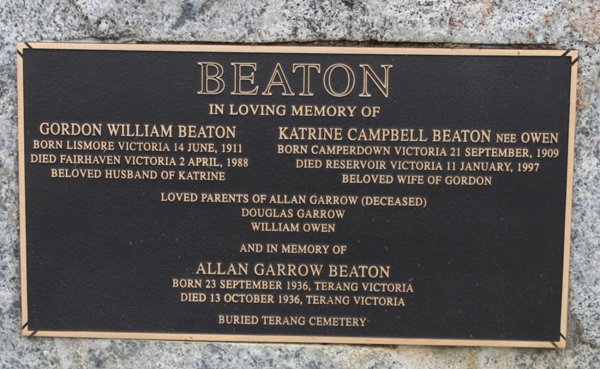 BEATON
IN LOVING MEMORY OF
GORDON WILLIAM BEATON
BORN LISMORE VICTORIA 14 JUNE, 1911
DIED FAIRHAVEN VICTORIA 2 APRIL, 1988
BELOVED HUSBAND OF KATRINE
KATRINE CAMPBELL BEATON NEE OWEN
BORN CAMPERDOWN VICTORIA 21 SEPTEMBER, 1909
DIED RESERVOIR VICTORIA 11 JANUARY, 1997
BELOVED WIFE OF GORDON
LOVED PARENTS OF ALLAN GARROW (DECEASED)
DOUGLAS GARROW
WILLIAM OWEN
AND IN MEMORY OF
ALLAN GARROW BEATON
BORN 23 SEPTEMBER 1936, TERANG VICTORIA
DIED 13 OCTOBER 1936, TERANG VICTORIA
BURIED TERANG CEMETERY